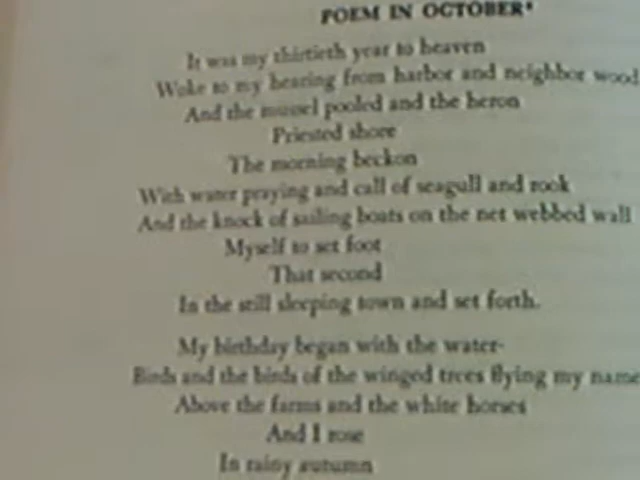 POEM IN OCTOBER*
It was my thirtieth year to heaven
Woke to my hearing from harbor and neighbor wood
And the mussel pooled and the heron
Priested shore
The morning beckon
With water praying and call of seagull and rook
And the knock of sailing boats on the net webbed wall
Myself to set foot
That second
In the still sleeping town and set forth.
My birthday began with the water-
Birds and the birds of the winged trees flying my name
Above the farms and the white horses
And I rose
In rainy autumn